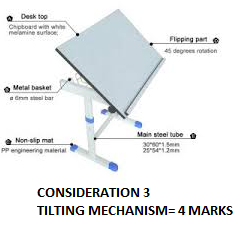 Desk top
Chipboard with white
melamine surface;
Flipping part
45 degrees rotation
Metal basket
ø 6mm steel bar
Main steel tube
30*60*1.5mm
25*54*1.2mm
Non-slip mat
PP engineering material
CONSIDERATION 3
TILTING MECHANISM= 4 MARKS